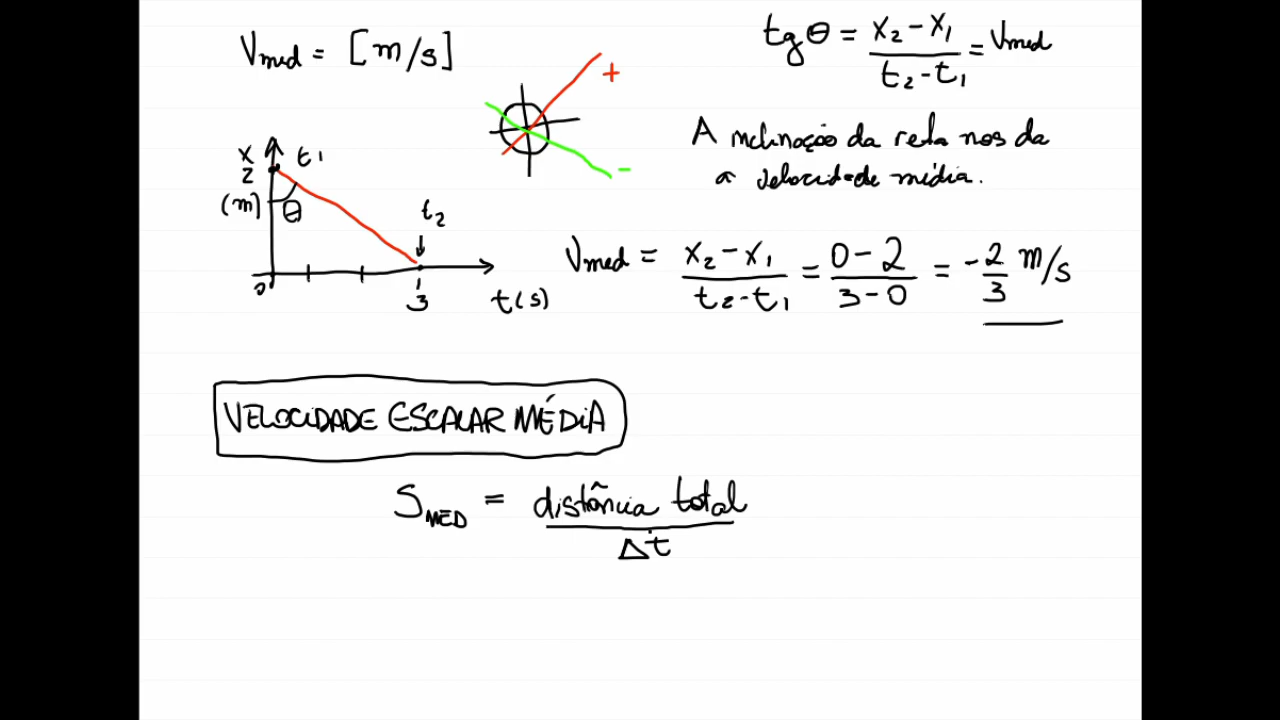 Vmed = [m/s]
tgθ = x₂ - x₁ / t₂ - t₁ = Vmed
+
-
A inclinação da reta nos da
a velocidade média.
x t₁
2
(m) θ
t₂
0 3 t(s)
Vmed = x₂ - x₁ / t₂ - t₁ = 0 - 2 / 3 - 0 = -2/3 m/s
VELOCIDADE ESCALAR MÉDIA
SMED = distância total / Δt